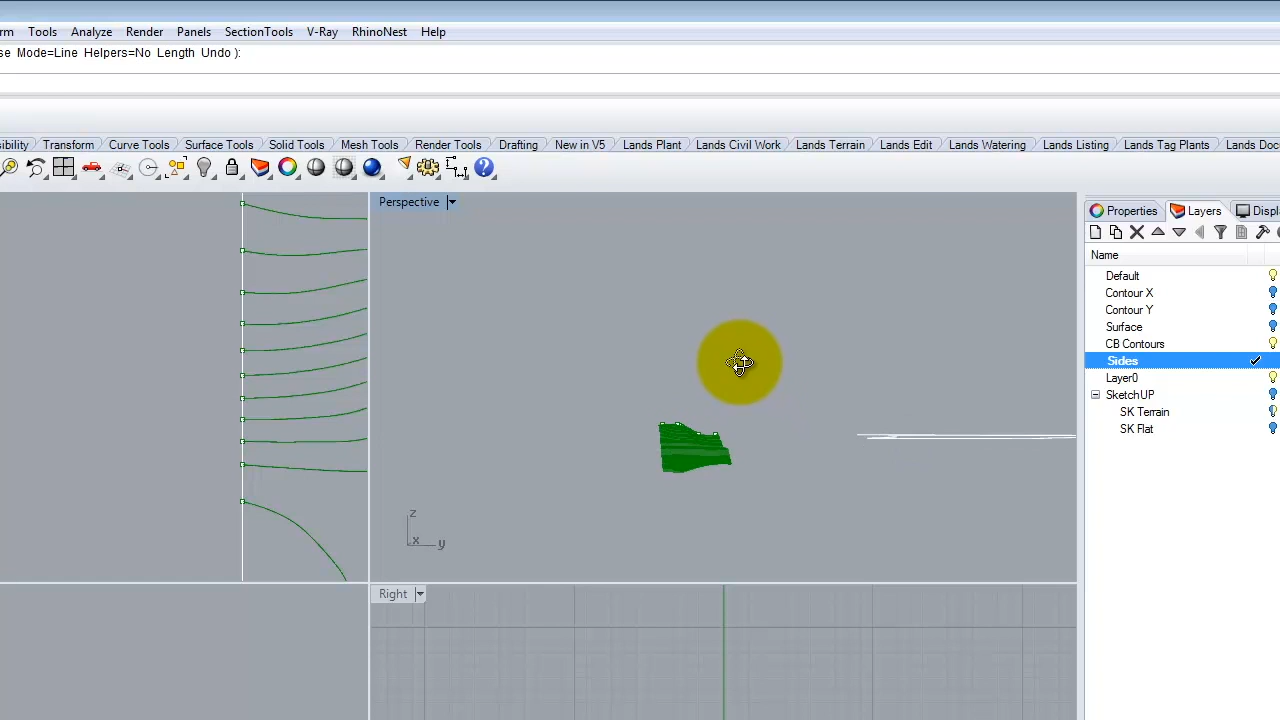 rm Tools Analyze Render Panels SectionTools V-Ray RhinoNest Help
se Mode=Line Helpers=No Length Undo ):
ibility Transform Curve Tools Surface Tools Solid Tools Mesh Tools Render Tools Drafting New in V5 Lands Plant Lands Civil Work Lands Terrain Lands Edit Lands Watering Lands Listing Lands Tag Plants Lands Doc
Perspective
Properties Layers Displa
Name
Default
Contour X
Contour Y
Surface
CB Contours
Sides
Layer0
SketchUP
SK Terrain
SK Flat
z
x y
Right